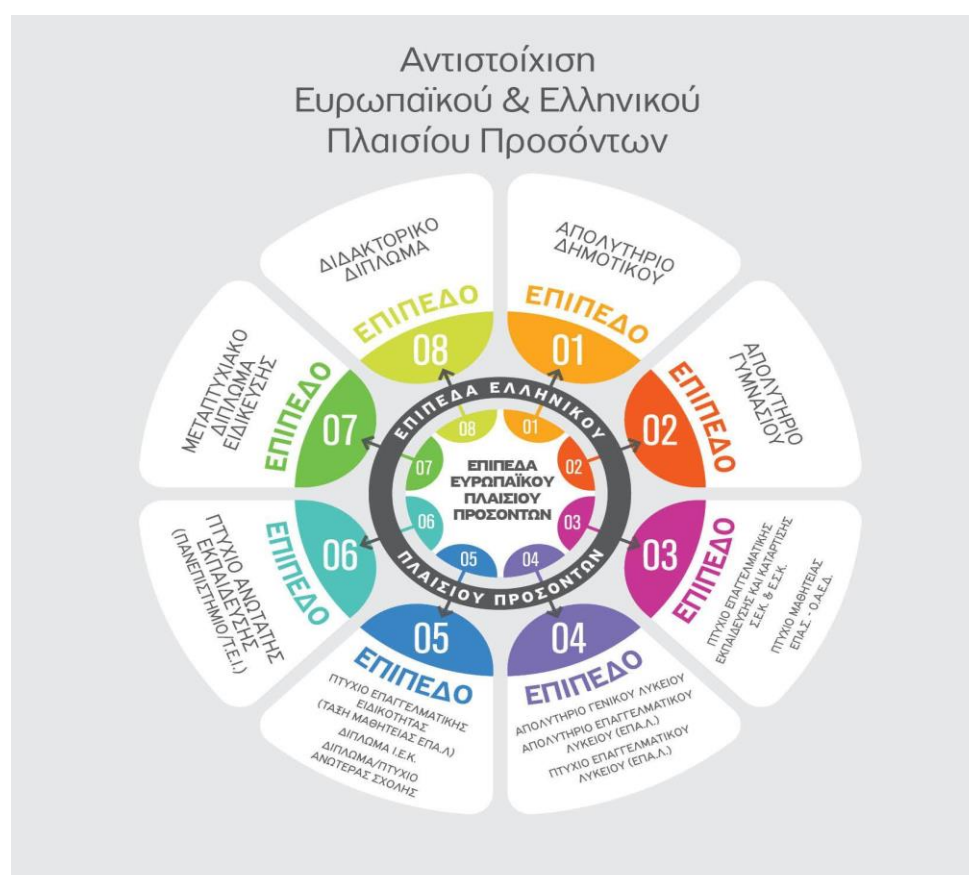 Αντιστοίχιση
Ευρωπαϊκού & Ελληνικού
Πλαισίου Προσόντων
ΑΠΟΛΥΤΗΡΙΟ
ΔΗΜΟΤΙΚΟΥ
ΕΠΙΠΕΔΟ
01
ΑΠΟΛΥΤΗΡΙΟ
ΓΥΜΝΑΣΙΟΥ
ΕΠΙΠΕΔΟ
02
ΕΠΙΠΕΔΟ
03
ΠΤΥΧΙΟ ΕΠΑΓΓΕΛΜΑΤΙΚΗΣ
ΕΚΠΑΙΔΕΥΣΗΣ ΚΑΙ ΚΑΤΑΡΤΙΣΗΣ
Σ.Ε.Κ. & Ε.Σ.Κ.
ΠΤΥΧΙΟ ΜΑΘΗΤΕΙΑΣ
ΕΠΑ.Σ. - Ο.Α.Ε.Δ.
04
ΕΠΙΠΕΔΟ
ΑΠΟΛΥΤΗΡΙΟ ΓΕΝΙΚΟΥ ΛΥΚΕΙΟΥ
ΑΠΟΛΥΤΗΡΙΟ ΕΠΑΓΓΕΛΜΑΤΙΚΟΥ
ΛΥΚΕΙΟΥ (ΕΠΑ.Λ.)
ΠΤΥΧΙΟ ΕΠΑΓΓΕΛΜΑΤΙΚΟΥ
ΛΥΚΕΙΟΥ (ΕΠΑ.Λ.)
05
ΕΠΙΠΕΔΟ
ΠΤΥΧΙΟ ΕΠΑΓΓΕΛΜΑΤΙΚΗΣ
ΕΙΔΙΚΟΤΗΤΑΣ
(ΤΑΞΗ ΜΑΘΗΤΕΙΑΣ ΕΠΑ.Λ)
ΔΙΠΛΩΜΑ Ι.Ε.Κ.
ΔΙΠΛΩΜΑ/ΠΤΥΧΙΟ
ΑΝΩΤΕΡΑΣ ΣΧΟΛΗΣ
06
ΕΠΙΠΕΔΟ
ΠΤΥΧΙΟ ΑΝΩΤΑΤΗΣ
ΕΚΠΑΙΔΕΥΣΗΣ
(ΠΑΝΕΠΙΣΤΗΜΙΟ/Τ.Ε.Ι.)
ΜΕΤΑΠΤΥΧΙΑΚΟ
ΔΙΠΛΩΜΑ
ΕΙΔΙΚΕΥΣΗΣ
ΕΠΙΠΕΔΟ
07
ΔΙΔΑΚΤΟΡΙΚΟ
ΔΙΠΛΩΜΑ
ΕΠΙΠΕΔΟ
08
ΕΠΙΠΕΔΑ ΕΛΛΗΝΙΚΟΥ
ΠΛΑΙΣΙΟΥ ΠΡΟΣΟΝΤΩΝ
01
02
03
04
05
06
07
08
ΕΠΙΠΕΔΑ
ΕΥΡΩΠΑΪΚΟΥ
ΠΛΑΙΣΙΟΥ
ΠΡΟΣΟΝΤΩΝ